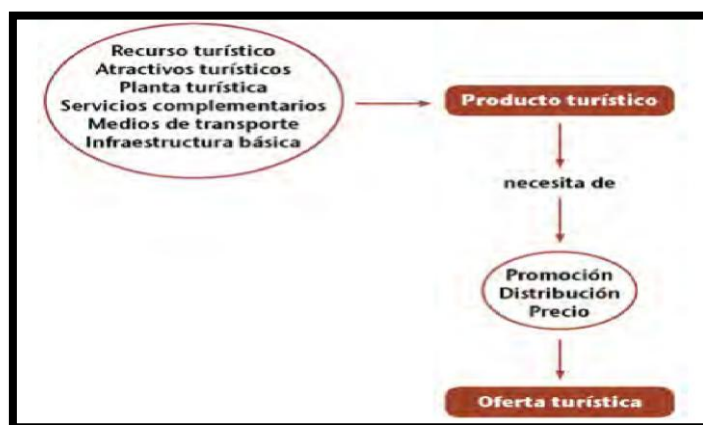 Recurso turístico
Atractivos turísticos
Planta turística
Servicios complementarios
Medios de transporte
Infraestructura básica
Producto turístico
necesita de
Promoción
Distribución
Precio
Oferta turística